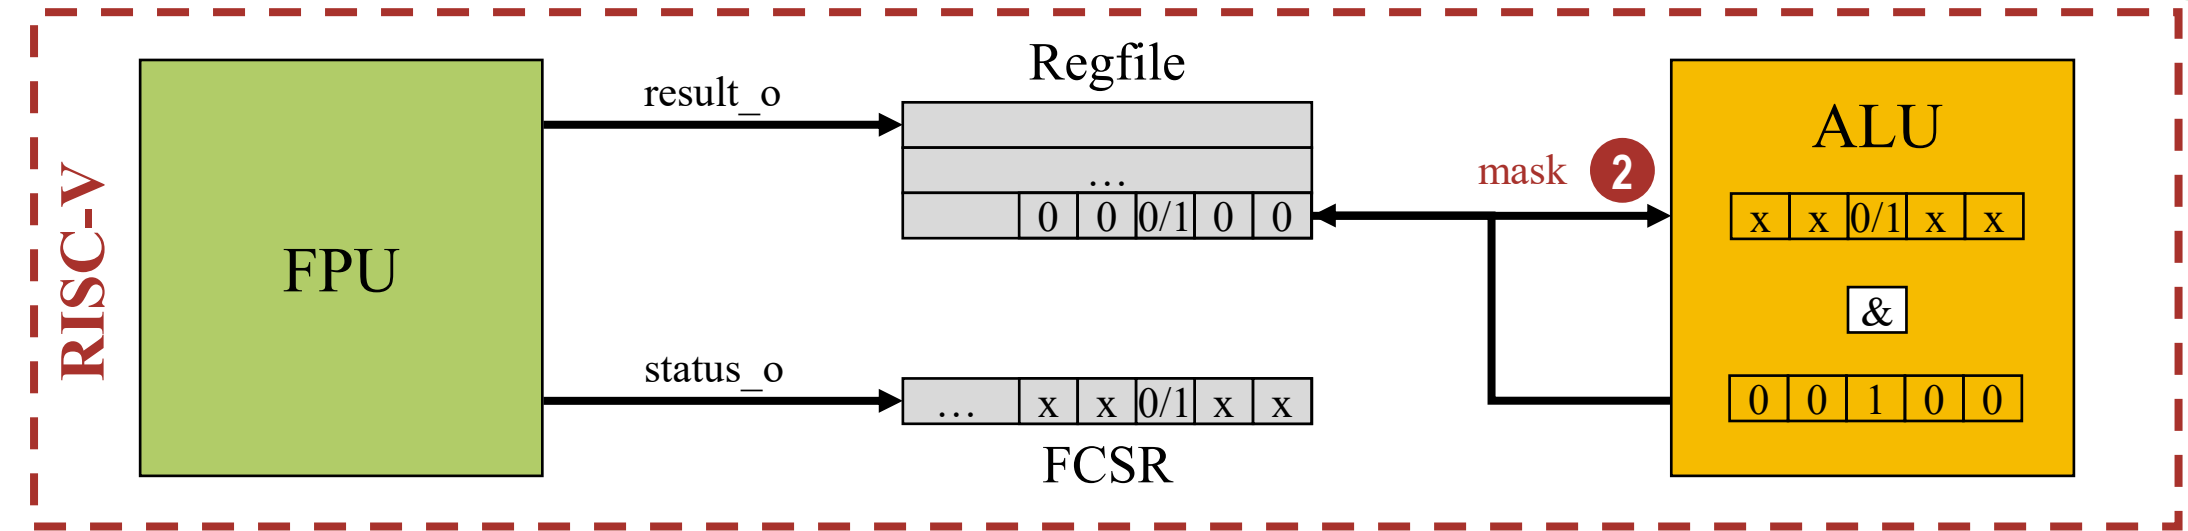 RISC-V
FPU
result_o
status_o
Regfile
…
0 0 0/1 0 0
… x x 0/1 x x
FCSR
mask 2
ALU
x x 0/1 x x
&
0 0 1 0 0